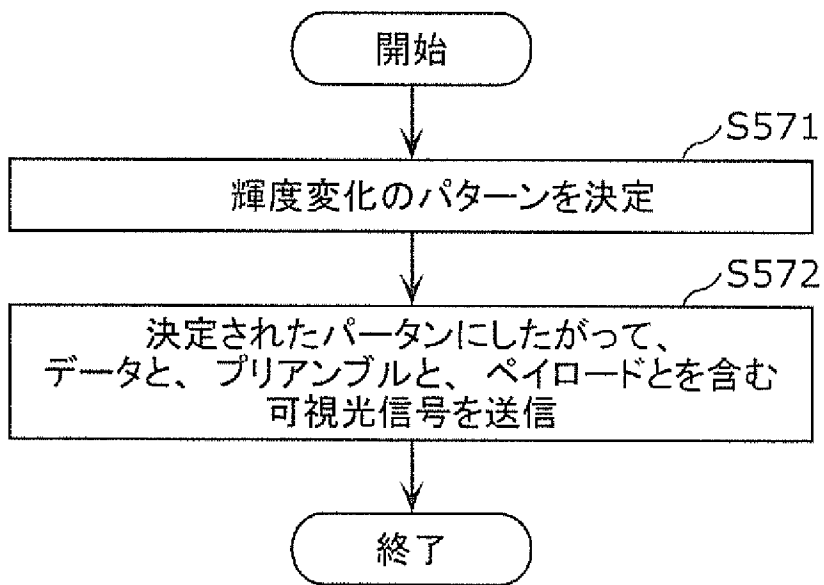 開始
S571
輝度変化のパターンを決定
S572
決定されたパータンにしたがって、
データと、プリアンブルと、ペイロードとを含む
可視光信号を送信
終了